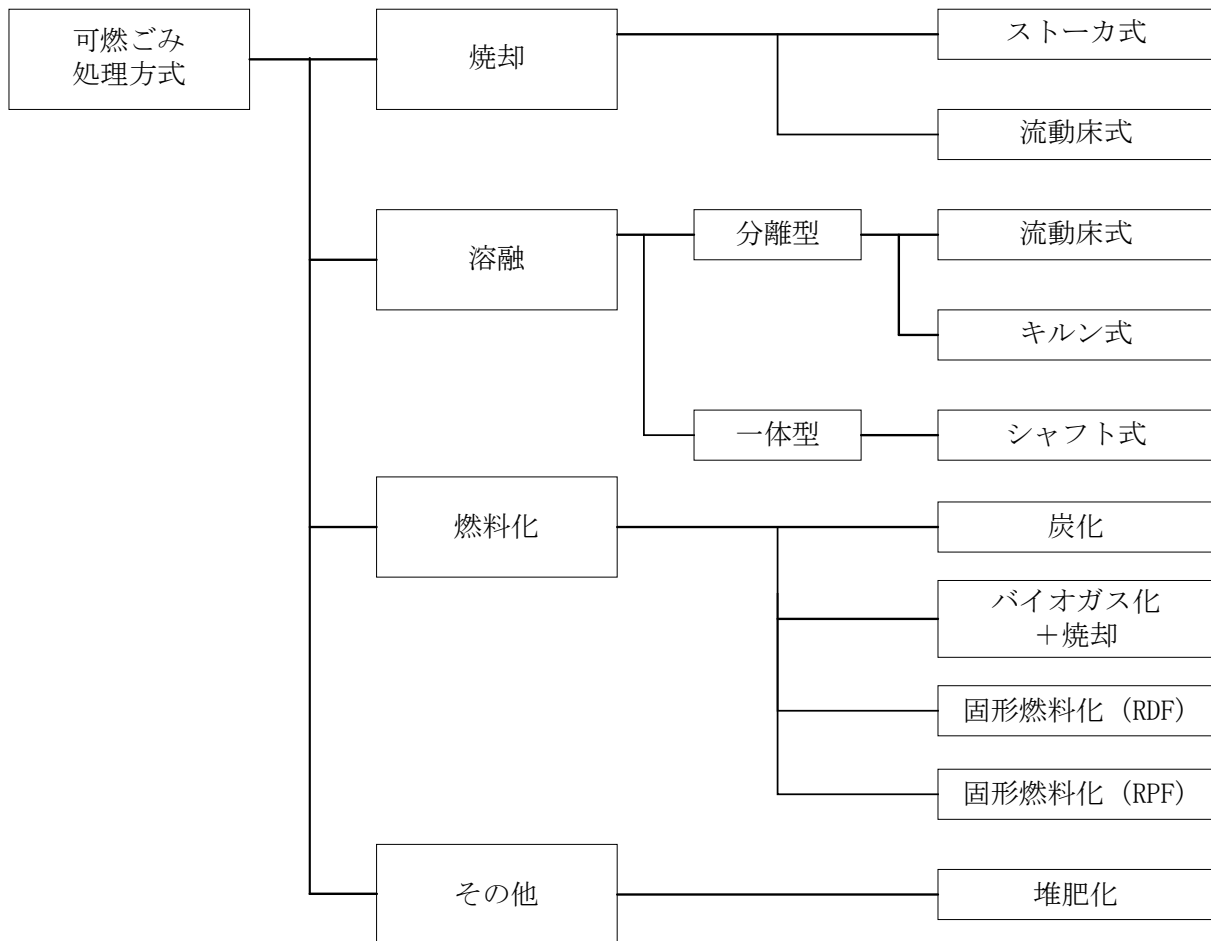 可燃ごみ
処理方式
焼却
ストーカ式
流動床式
溶融
分離型
流動床式
キルン式
一体型
シャフト式
燃料化
炭化
バイオガス化
＋焼却
固形燃料化 (RDF)
固形燃料化 (RPF)
その他
堆肥化